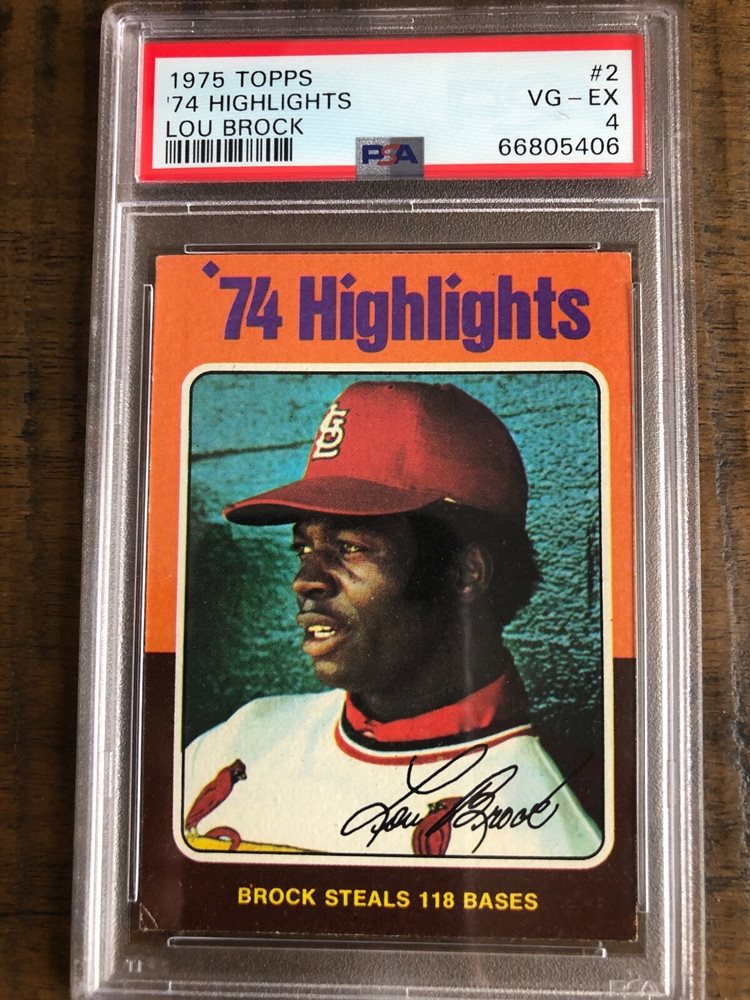 1975 TOPPS #2
'74 HIGHLIGHTS VG-EX
LOU BROCK 4
PSA 66805406
'74 Highlights
StL
Lou Brock
BROCK STEALS 118 BASES